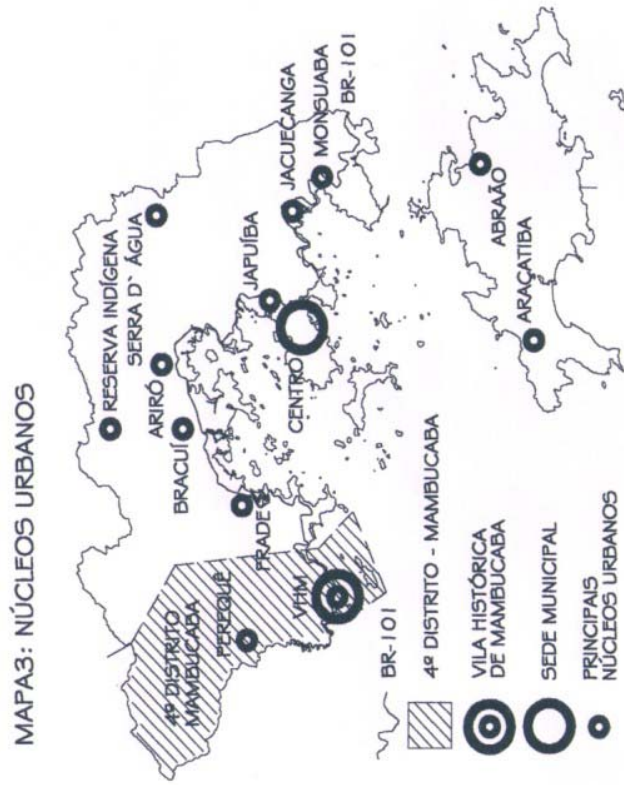 MAPA3: NÚCLEOS URBANOS
RESERVA INDÍGENA
SERRA D` ÁGUA
ARIRÓ
BRACUÍ
FRADE
4º DISTRITO
MAMBUCABA
PEREQUÊ
VHM
JAPUÍBA
CENTRO
JACUECANGA
MONSUABA
BR-101
ABRAÃO
ARAÇATIBA
BR-101
4º DISTRITO - MAMBUCABA
VILA HISTÓRICA
DE MAMBUCABA
SEDE MUNICIPAL
PRINCIPAIS
NÚCLEOS URBANOS